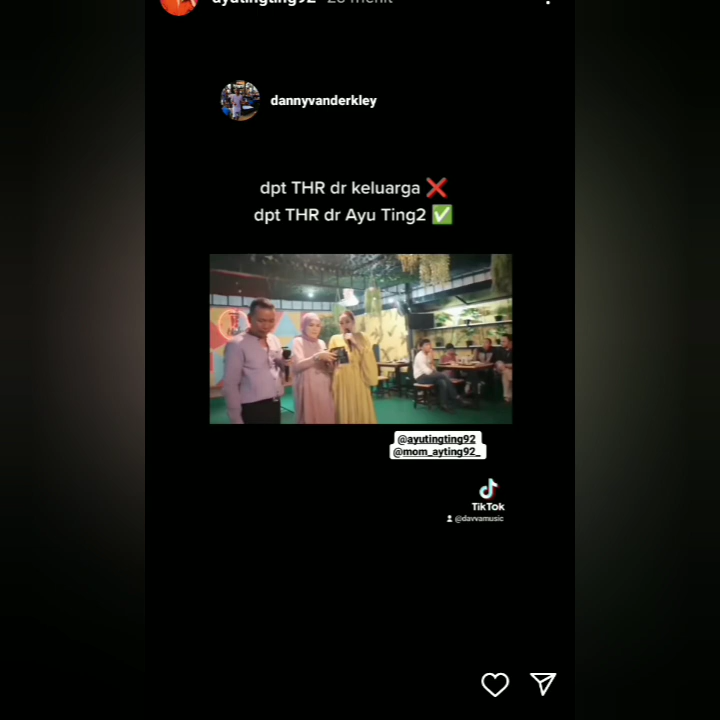 dannyvanderkley
dpt THR dr keluarga ❌
dpt THR dr Ayu Ting2 ✅
@ayutingting92
@mom_ayting92_
TikTok
@davvamusic